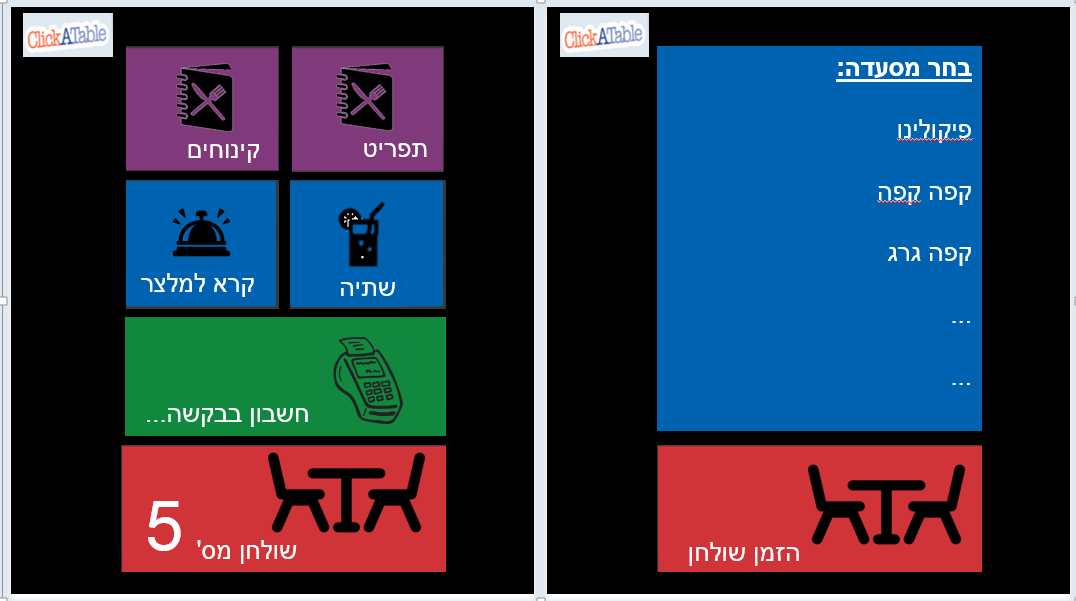 ClickATable
תפריט
קינוחים
שתיה
קרא למלצר
חשבון בבקשה...
שולחן מס' 5
ClickATable
בחר מסעדה:
פיקולינו
קפה קפה
קפה גרג
...
...
הזמן שולחן